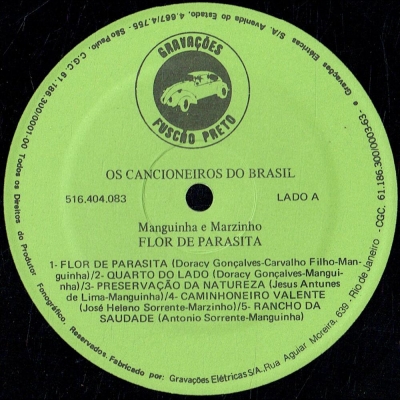 GRAVAÇÕES
FUSCÃO PRETO
OS CANCIONEIROS DO BRASIL
516.404.083
LADO A
Manguinha e Marzinho
FLOR DE PARASITA
1- FLOR DE PARASITA (Doracy Gonçalves-Carvalho Filho-Man-
guinha)/2- QUARTO DO LADO (Doracy Gonçalves-Mangui-
nha)/3- PRESERVAÇÃO DA NATUREZA (Jesus Antunes
de Lima-Manguinha)/4- CAMINHONEIRO VALENTE
(José Heleno Sorrente-Marzinho)/5- RANCHO DA
SAUDADE (Antonio Sorrente-Manguinha)
Fonográfico. Reservados. Fabricado por: Gravações Elétricas S/A., Rua Aguiar Moreira, 639 - Rio de Janeiro - CGC. 61.186.300/0003-63 - e Gravações Elétricas S/A. Avenida do Estado, 4.667/4.755 - São Paulo. C.G.C. 61.186.300/0001-00 Todos os Direitos do Produtor